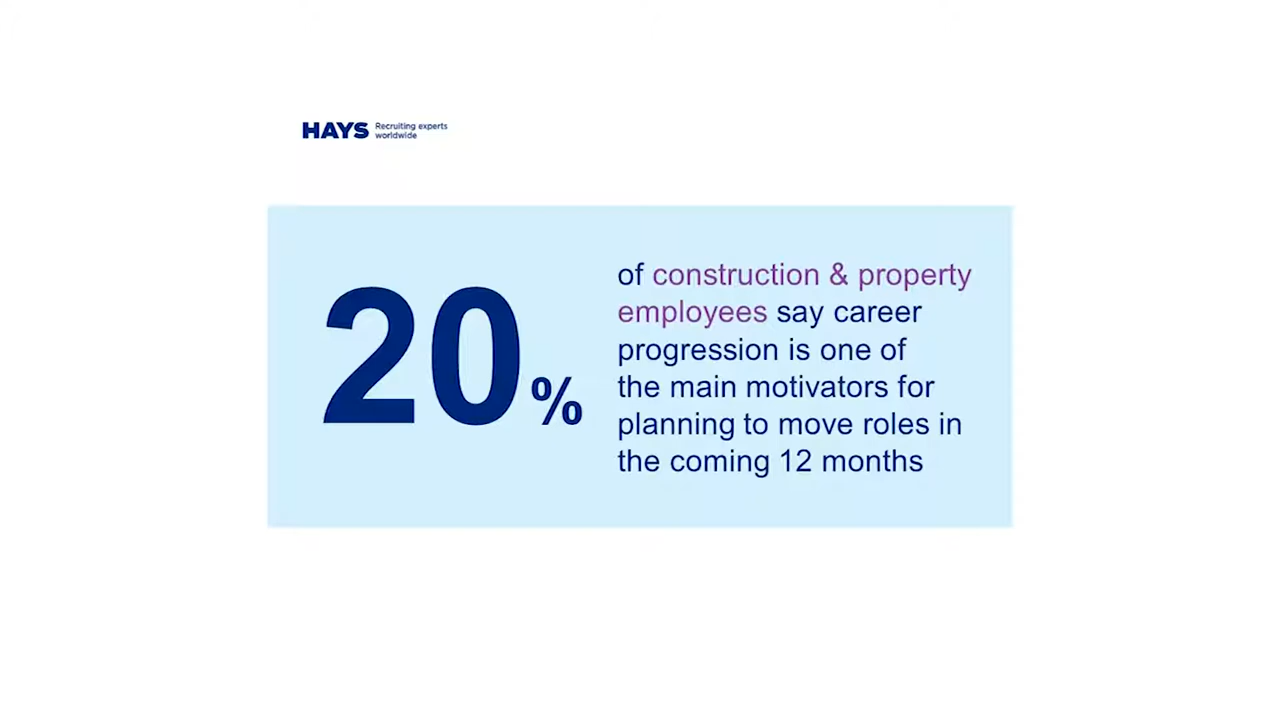 HAYS Recruiting experts
worldwide
20%
of construction & property
employees say career
progression is one of
the main motivators for
planning to move roles in
the coming 12 months